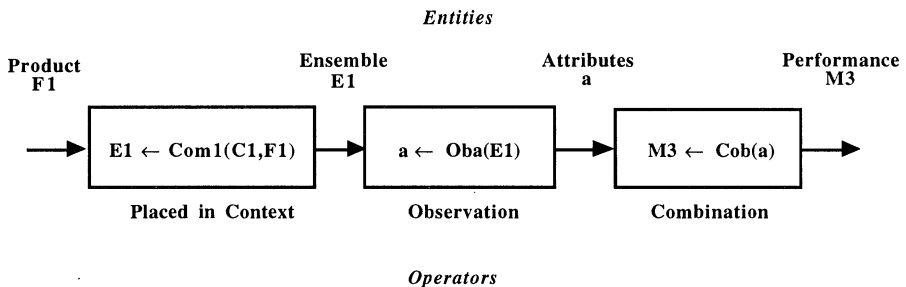 Entities
Product
F1
Ensemble
E1
Attributes
a
Performance
M3
E1 ← Com1(C1,F1)
a ← Oba(E1)
M3 ← Cob(a)
Placed in Context
Observation
Combination
Operators